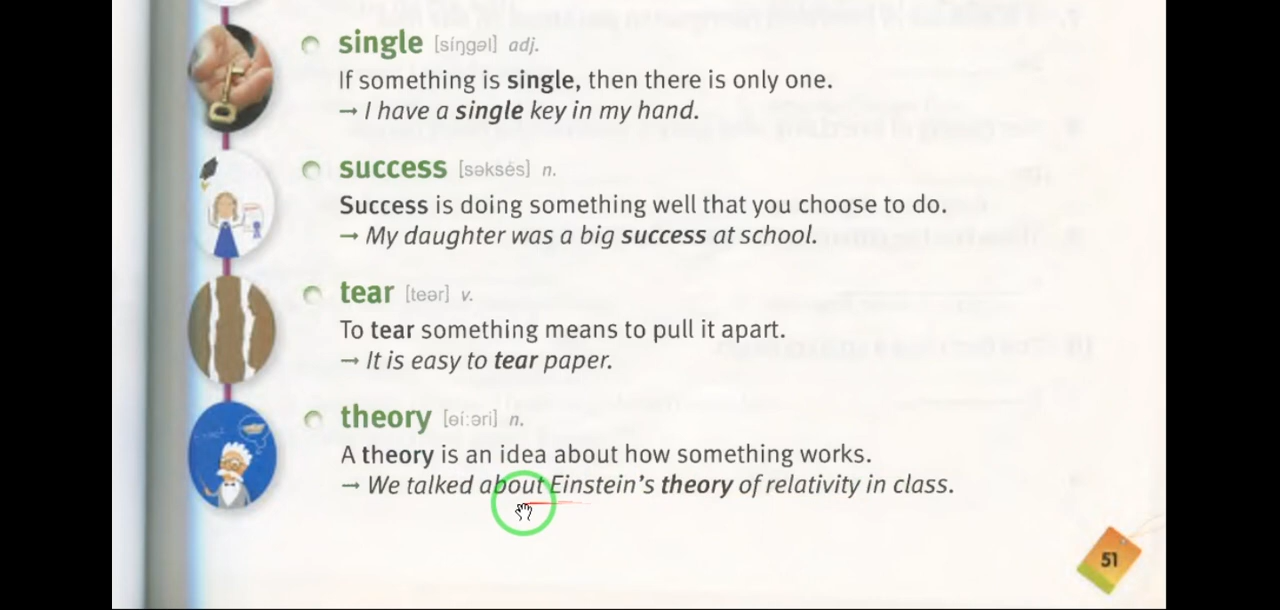 single [síŋgəl] adj.
If something is single, then there is only one.
→ I have a single key in my hand.
success [səksés] n.
Success is doing something well that you choose to do.
→ My daughter was a big success at school.
tear [teər] v.
To tear something means to pull it apart.
→ It is easy to tear paper.
theory [θi:əri] n.
A theory is an idea about how something works.
→ We talked about Einstein's theory of relativity in class.
51